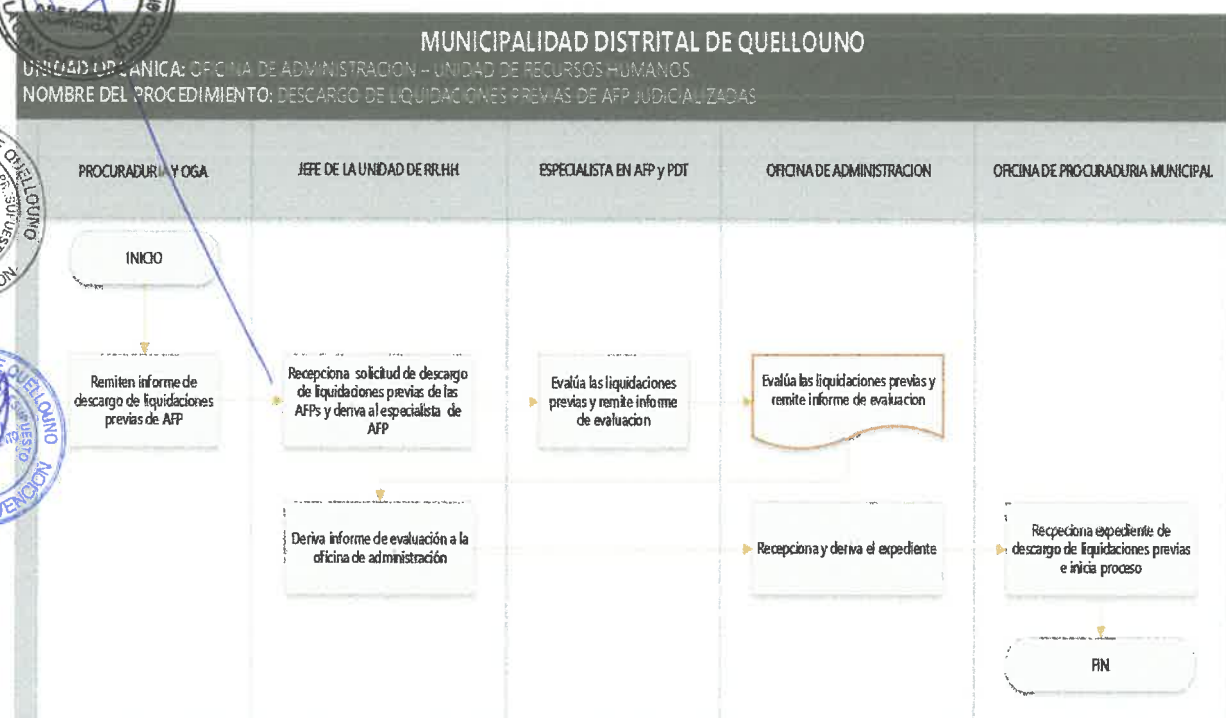 ASESORIA
JURIDICA
MUNICIPALIDAD DISTRITAL DE QUELLOUNO
UNIDAD ORGANICA: OFICINA DE ADMINISTRACION – UNIDAD DE RECURSOS HUMANOS.
NOMBRE DEL PROCEDIMIENTO: DESCARGO DE LIQUIDACIONES PREVIAS DE AFP JUDICIALIZADAS
PROCURADURIA Y OGA
JEFE DE LA UNIDAD DE RR.HH
ESPECIALISTA EN AFP y PDT
OFICINA DE ADMINISTRACION
OFICINA DE PROCURADURIA MUNICIPAL
QUELLOUNO
INICIO
Remiten informe de
descargo de liquidaciones
previas de AFP
Recepciona solicitud de descargo
de liquidaciones previas de las
AFPs y deriva al especialista de
AFP
Evalúa las liquidaciones
previas y remite informe
de evaluacion
Evalúa las liquidaciones previas y
remite informe de evaluacion
QUELLOUNO
Deriva informe de evaluación a la
oficina de administración
Recepciona y deriva el expediente
Recpeciona expediente de
descargo de liquidaciones previas
e inicia proceso
FIN